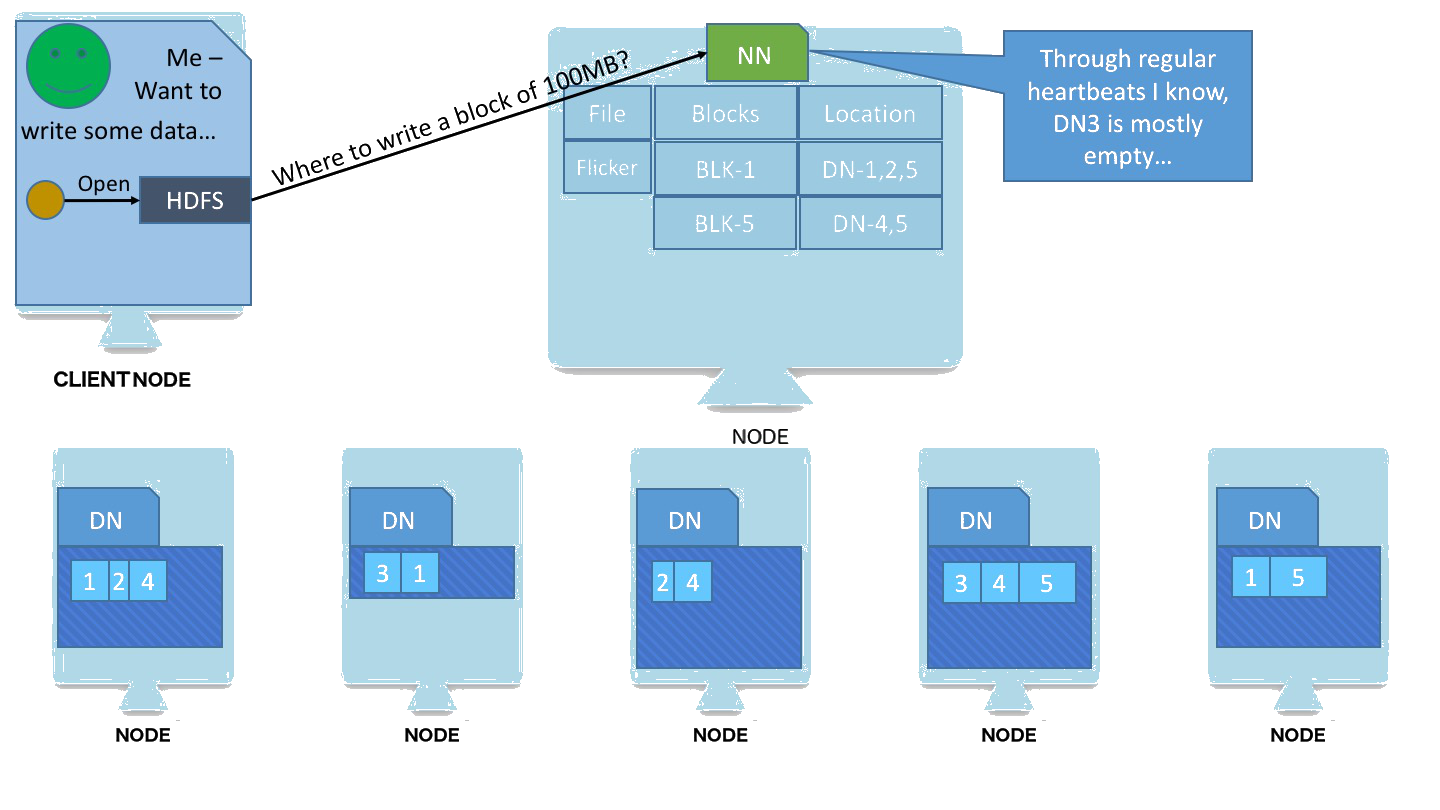 Me –
Want to
write some data…
Open
HDFS
CLIENT NODE
Where to write a block of 100MB?
NN
File Blocks Location
Flicker BLK-1 DN-1,2,5
BLK-5 DN-4,5
Through regular
heartbeats I know,
DN3 is mostly
empty…
NODE
DN
1 2 4
NODE
DN
3 1
NODE
DN
2 4
NODE
DN
3 4 5
NODE
DN
1 5
NODE